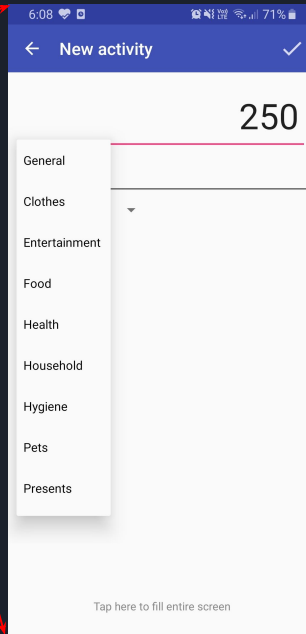 6:08 71%
New activity
250
General
Clothes
Entertainment
Food
Health
Household
Hygiene
Pets
Presents
Tap here to fill entire screen